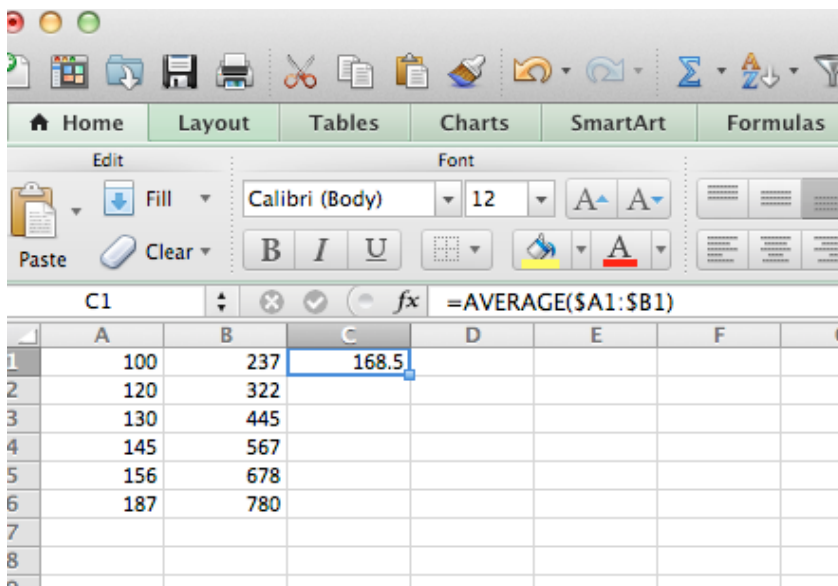 Home Layout Tables Charts SmartArt Formulas
Edit Font
Fill Calibri (Body) 12 A A
Paste Clear B I U A
C1 fx =AVERAGE($A1:$B1)
A B C D E F
1 100 237 168.5
2 120 322
3 130 445
4 145 567
5 156 678
6 187 780
7
8